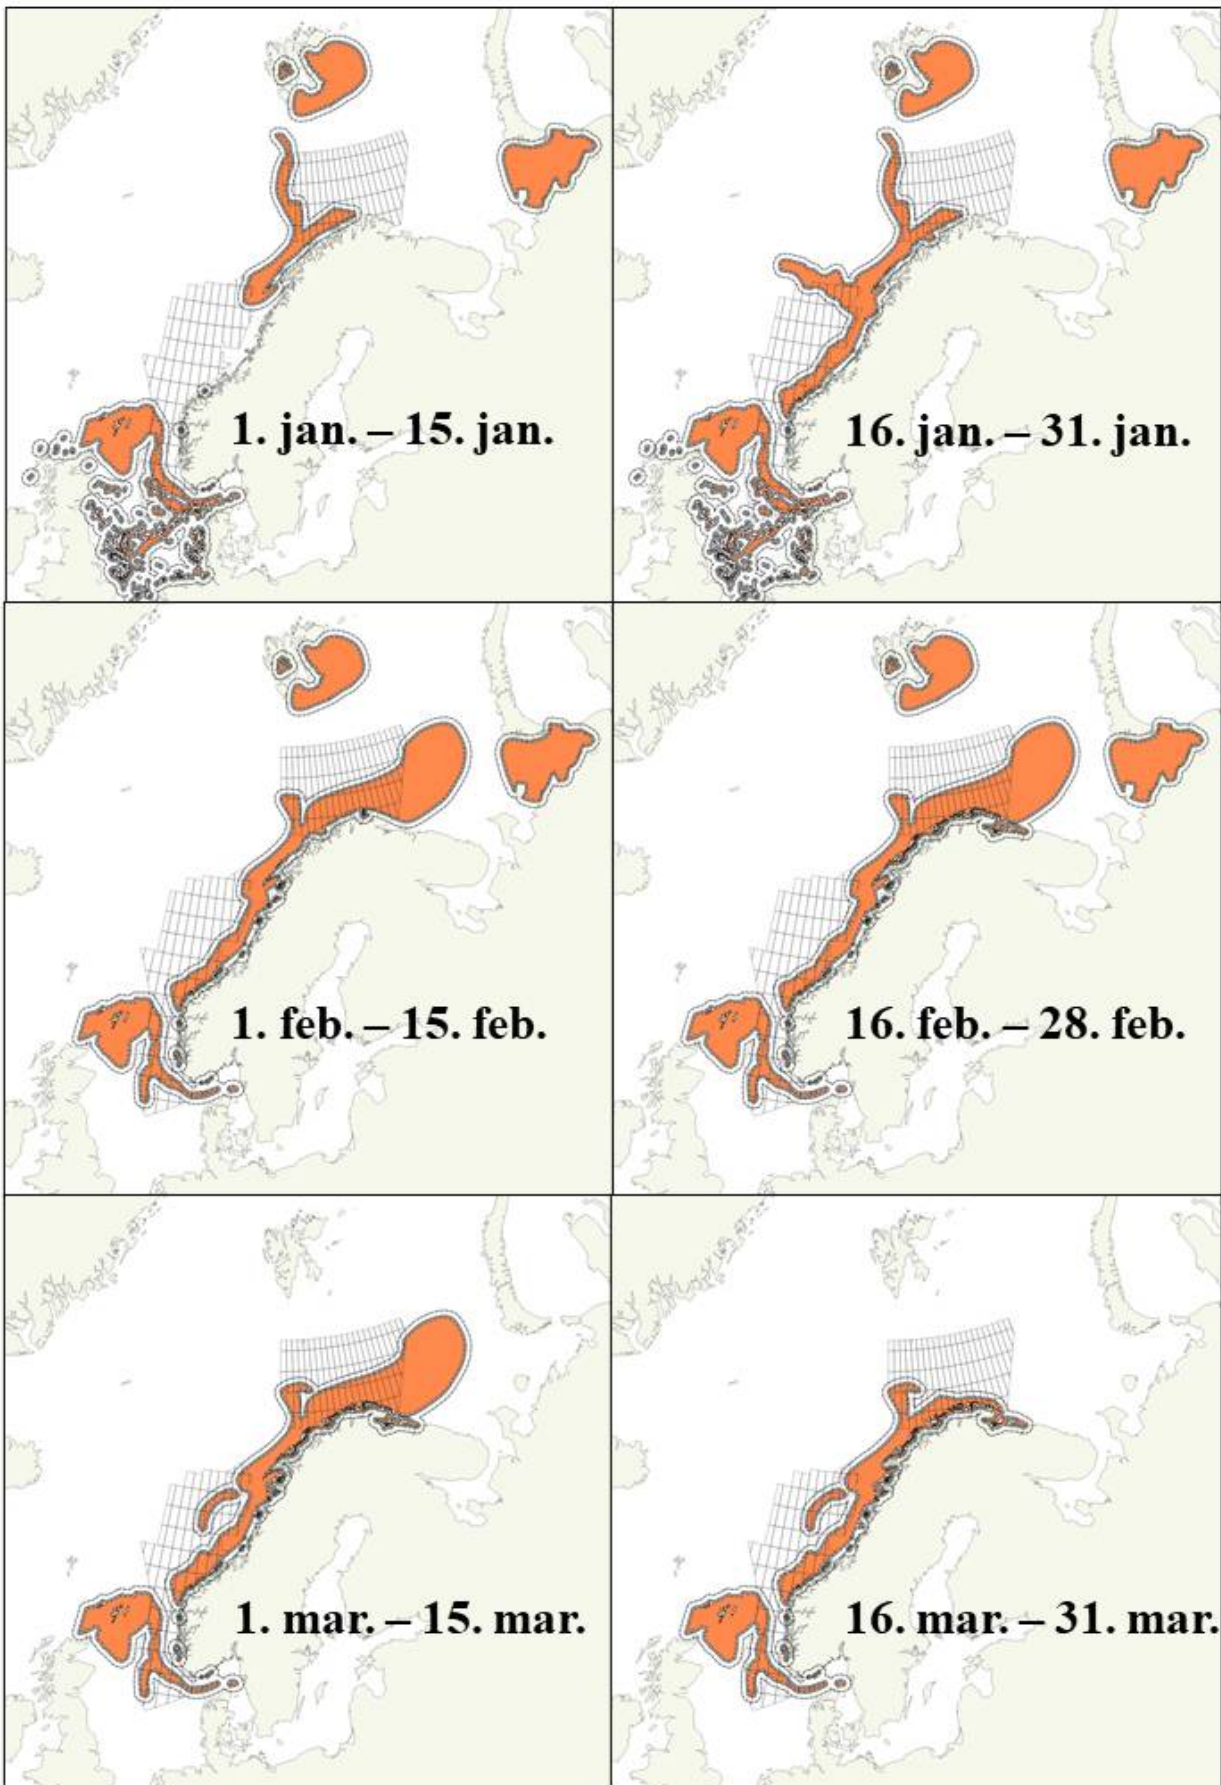 1. jan. – 15. jan.
16. jan. – 31. jan.
1. feb. – 15. feb.
16. feb. – 28. feb.
1. mar. – 15. mar.
16. mar. – 31. mar.